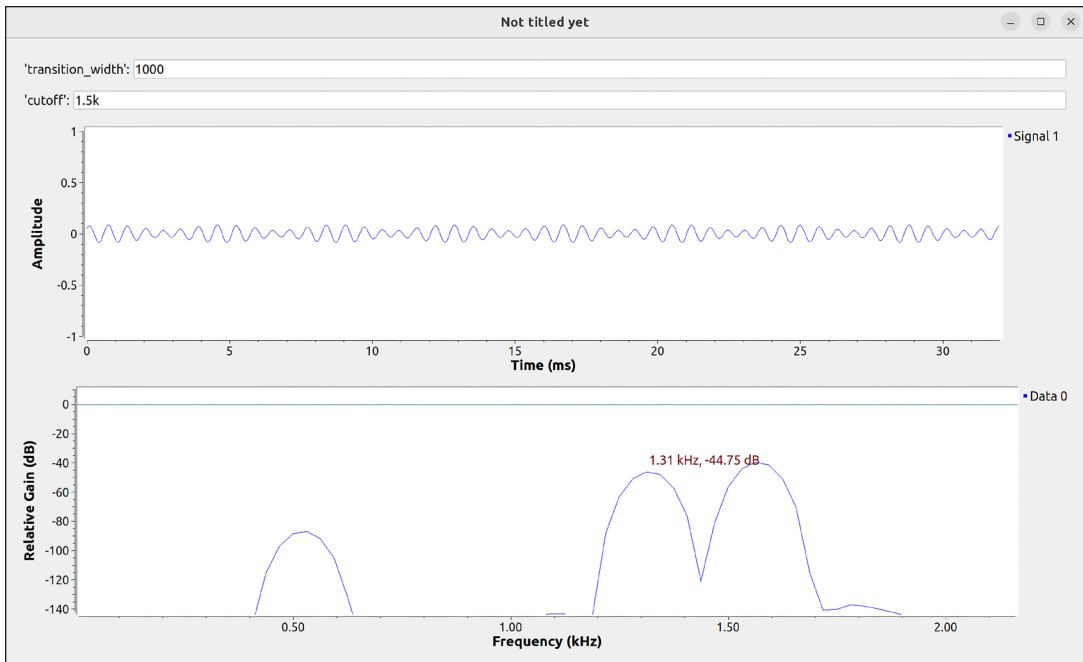 Not titled yet
'transition_width': 1000
'cutoff': 1.5k
1
0.5
0
-0.5
-1
Amplitude
Signal 1
0 5 10 15 20 25 30
Time (ms)
0
-20
-40
-60
-80
-100
-120
-140
Relative Gain (dB)
Data 0
1.31 kHz, -44.75 dB
0.50 1.00 1.50 2.00
Frequency (kHz)